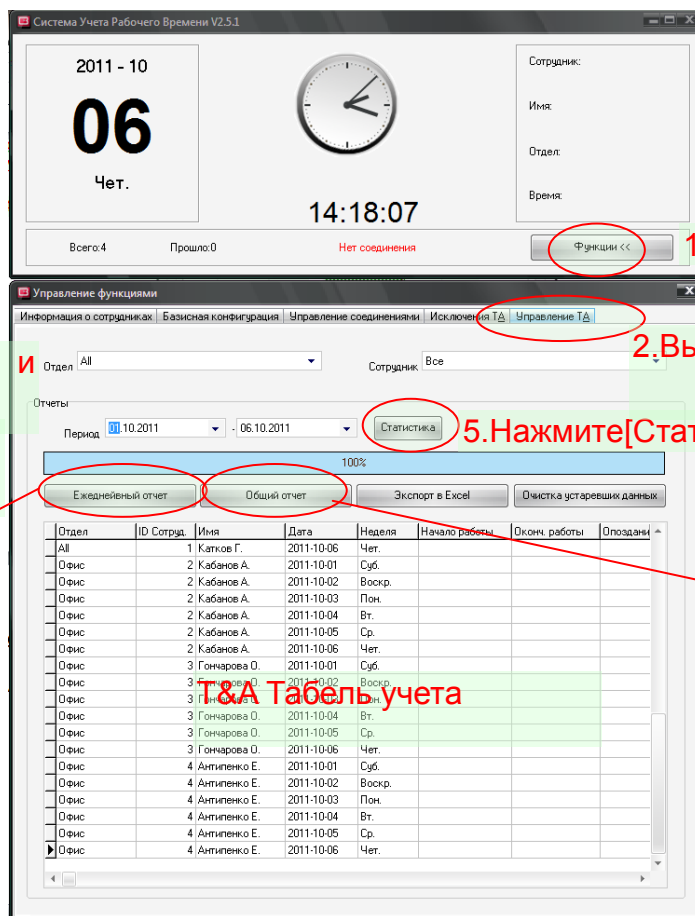 Система Учета Рабочего Времени V2.5.1
2011 - 10
06
Чет.
14:18:07
Сотрудник:
Имя:
Отдел:
Время:
Всего:4 Прошло:0 Нет соединения Функции << 1
Управление функциями
Информация о сотрудниках Базисная конфигурация Управление соединениями Исключения TA Управление TA
2.Вы
и Отдел All Сотрудник Все
Отчеты
Период 01.10.2011 - 06.10.2011 Статистика 5.Нажмите[Стат
100%
Ежеднейвный отчет Общий отчет Экспорт в Excel Очистка устаревших данных
Отдел ID Сотруд. Имя Дата Неделя Начало работы Оконч. работы Опоздани
All 1 Катков Г. 2011-10-06 Чет.
Офис 2 Кабанов А. 2011-10-01 Суб.
Офис 2 Кабанов А. 2011-10-02 Воскр.
Офис 2 Кабанов А. 2011-10-03 Пон.
Офис 2 Кабанов А. 2011-10-04 Вт.
Офис 2 Кабанов А. 2011-10-05 Ср.
Офис 2 Кабанов А. 2011-10-06 Чет.
Офис 3 Гончарова О. 2011-10-01 Суб.
Офис 3 Гончарова О. 2011-10-02 Воскр.
T&A Табель учета
Офис 3 Гончарова О. 2011-10-03 Пон.
Офис 3 Гончарова О. 2011-10-04 Вт.
Офис 3 Гончарова О. 2011-10-05 Ср.
Офис 3 Гончарова О. 2011-10-06 Чет.
Офис 4 Антипенко Е. 2011-10-01 Суб.
Офис 4 Антипенко Е. 2011-10-02 Воскр.
Офис 4 Антипенко Е. 2011-10-03 Пон.
Офис 4 Антипенко Е. 2011-10-04 Вт.
Офис 4 Антипенко Е. 2011-10-05 Ср.
Офис 4 Антипенко Е. 2011-10-06 Чет.